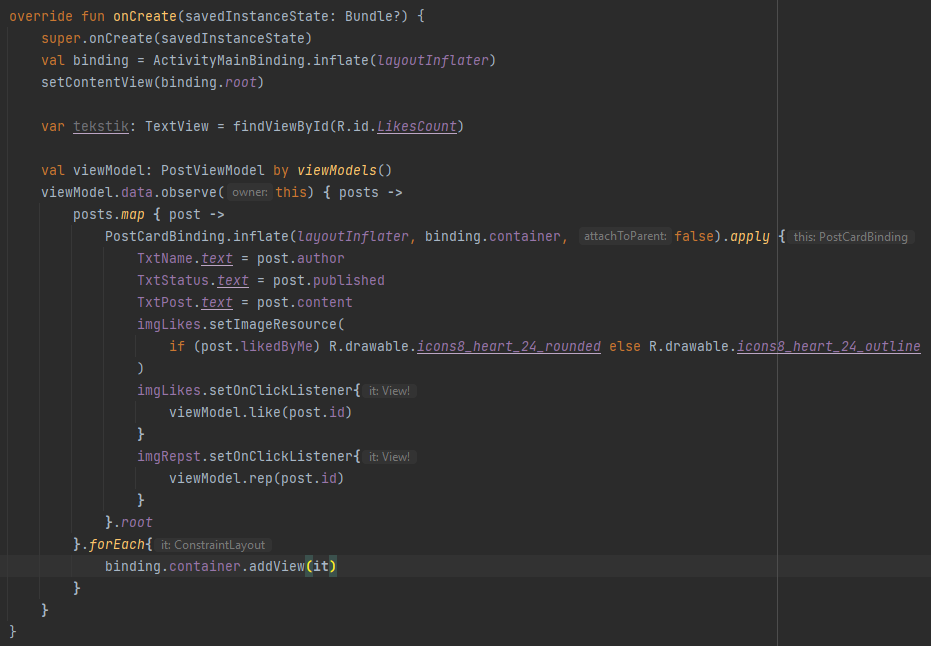 override fun onCreate(savedInstanceState: Bundle?) {
    super.onCreate(savedInstanceState)
    val binding = ActivityMainBinding.inflate(layoutInflater)
    setContentView(binding.root)

    var tekstik: TextView = findViewById(R.id.LikesCount)

    val viewModel: PostViewModel by viewModels()
    viewModel.data.observe( owner: this) { posts ->
        posts.map { post ->
            PostCardBinding.inflate(layoutInflater, binding.container, attachToParent: false).apply { this: PostCardBinding
                TxtName.text = post.author
                TxtStatus.text = post.published
                TxtPost.text = post.content
                imgLikes.setImageResource(
                    if (post.likedByMe) R.drawable.icons8_heart_24_rounded else R.drawable.icons8_heart_24_outline
                )
                imgLikes.setOnClickListener{ it: View!
                    viewModel.like(post.id)
                }
                imgRepst.setOnClickListener{ it: View!
                    viewModel.rep(post.id)
                }
            }.root
        }.forEach{ it: ConstraintLayout
            binding.container.addView(it)
        }
    }
}